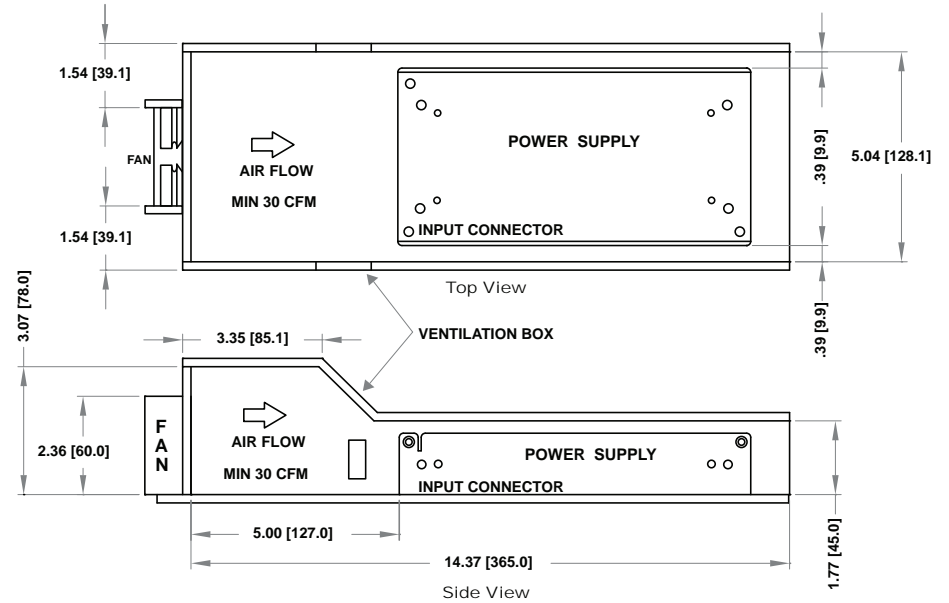 1.54 [39.1]
FAN
1.54 [39.1]
AIR FLOW
MIN 30 CFM
POWER SUPPLY
INPUT CONNECTOR
.39 [9.9]
5.04 [128.1]
.39 [9.9]
Top View
VENTILATION BOX
3.07 [78.0]
3.35 [85.1]
2.36 [60.0]
F
A
N
AIR FLOW
MIN 30 CFM
POWER SUPPLY
INPUT CONNECTOR
1.77 [45.0]
5.00 [127.0]
14.37 [365.0]
Side View